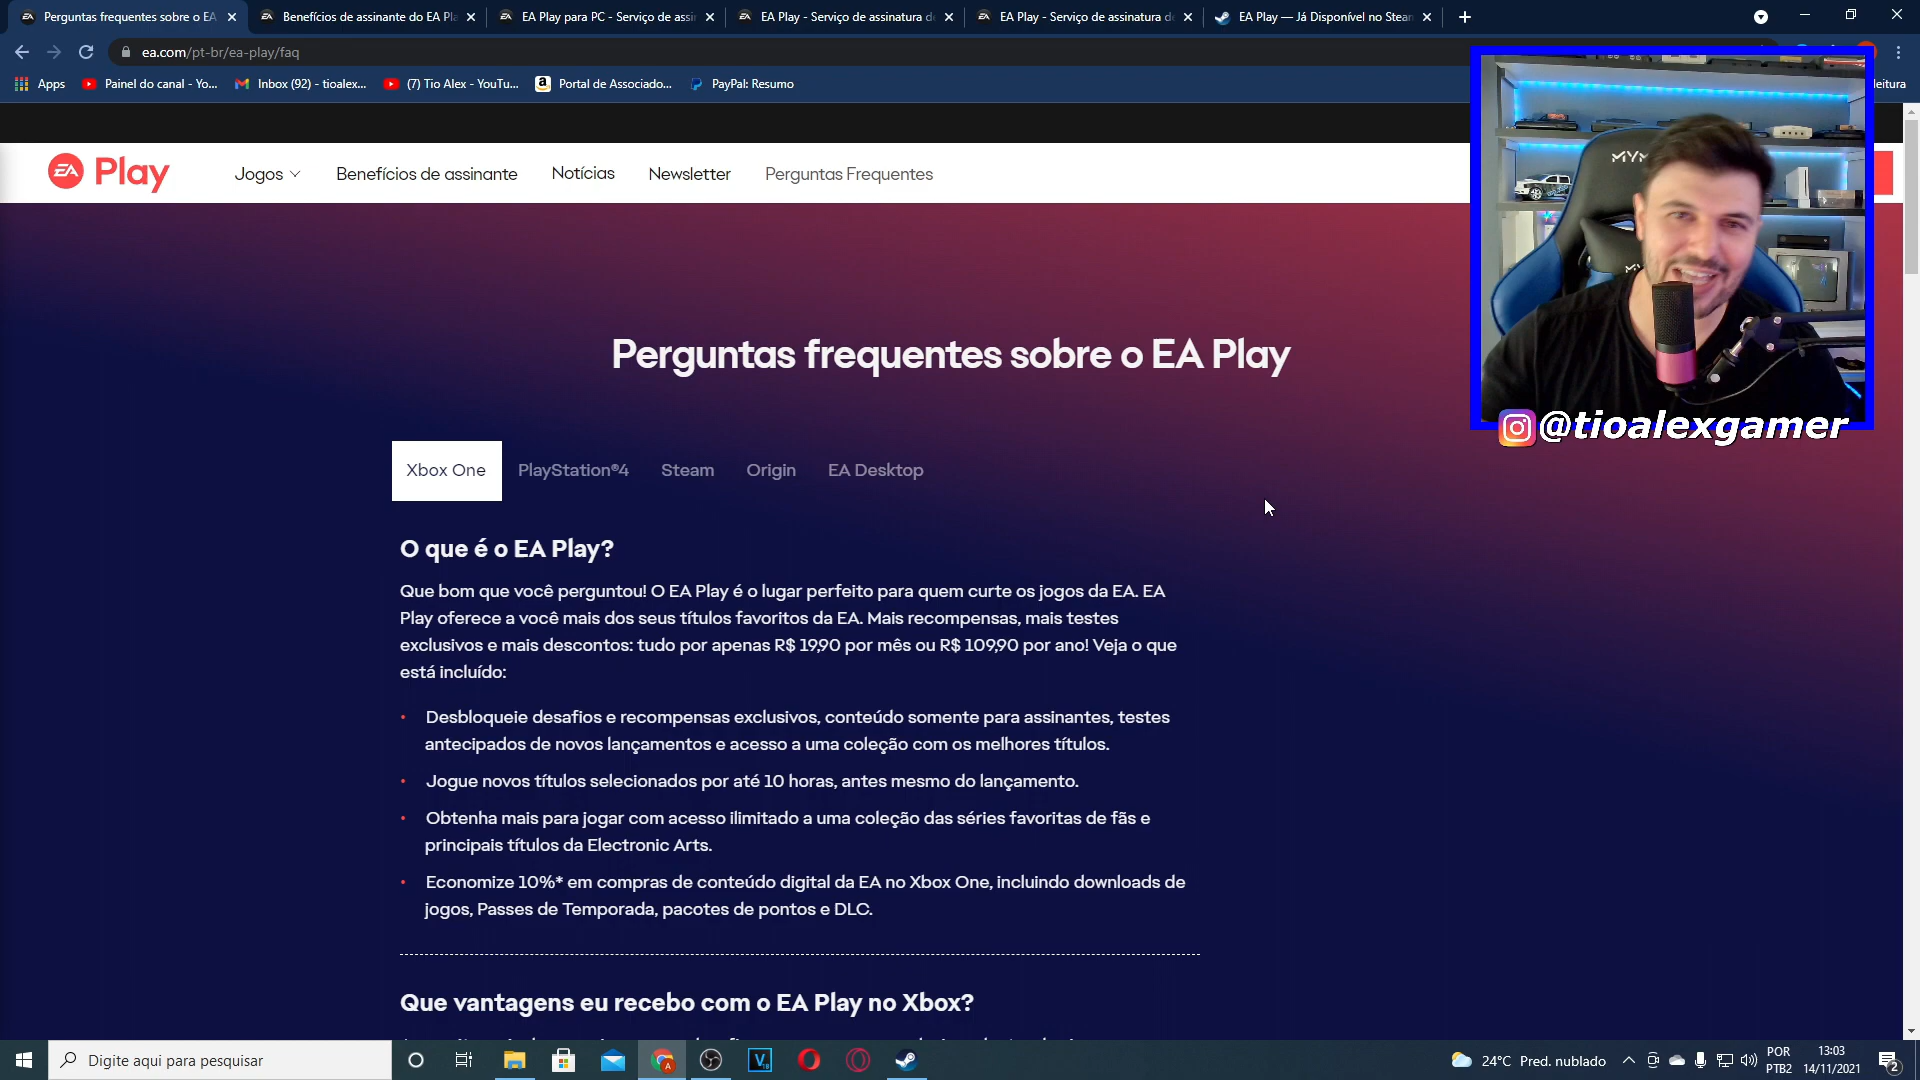 Perguntas frequentes sobre o EA
Benefícios de assinante do EA Pla
EA Play para PC - Serviço de assi
EA Play - Serviço de assinatura d
EA Play - Serviço de assinatura d
EA Play — Já Disponível no Steam
ea.com/pt-br/ea-play/faq
Apps
Painel do canal - Yo...
Inbox (92) - tioalex...
(7) Tio Alex - YouTu...
Portal de Associado...
PayPal: Resumo
eitura
EA Play
Jogos
Benefícios de assinante
Notícias
Newsletter
Perguntas Frequentes
Perguntas frequentes sobre o EA Play
@tioalexgamer
Xbox One
PlayStation®4
Steam
Origin
EA Desktop
O que é o EA Play?
Que bom que você perguntou! O EA Play é o lugar perfeito para quem curte os jogos da EA. EA
Play oferece a você mais dos seus títulos favoritos da EA. Mais recompensas, mais testes
exclusivos e mais descontos: tudo por apenas R$ 19,90 por mês ou R$ 109,90 por ano! Veja o que
está incluído:
• Desbloqueie desafios e recompensas exclusivos, conteúdo somente para assinantes, testes
antecipados de novos lançamentos e acesso a uma coleção com os melhores títulos.
• Jogue novos títulos selecionados por até 10 horas, antes mesmo do lançamento.
• Obtenha mais para jogar com acesso ilimitado a uma coleção das séries favoritas de fãs e
principais títulos da Electronic Arts.
• Economize 10%* em compras de conteúdo digital da EA no Xbox One, incluindo downloads de
jogos, Passes de Temporada, pacotes de pontos e DLC.
Que vantagens eu recebo com o EA Play no Xbox?
Digite aqui para pesquisar
24°C Pred. nublado
POR
PTB2
13:03
14/11/2021
2